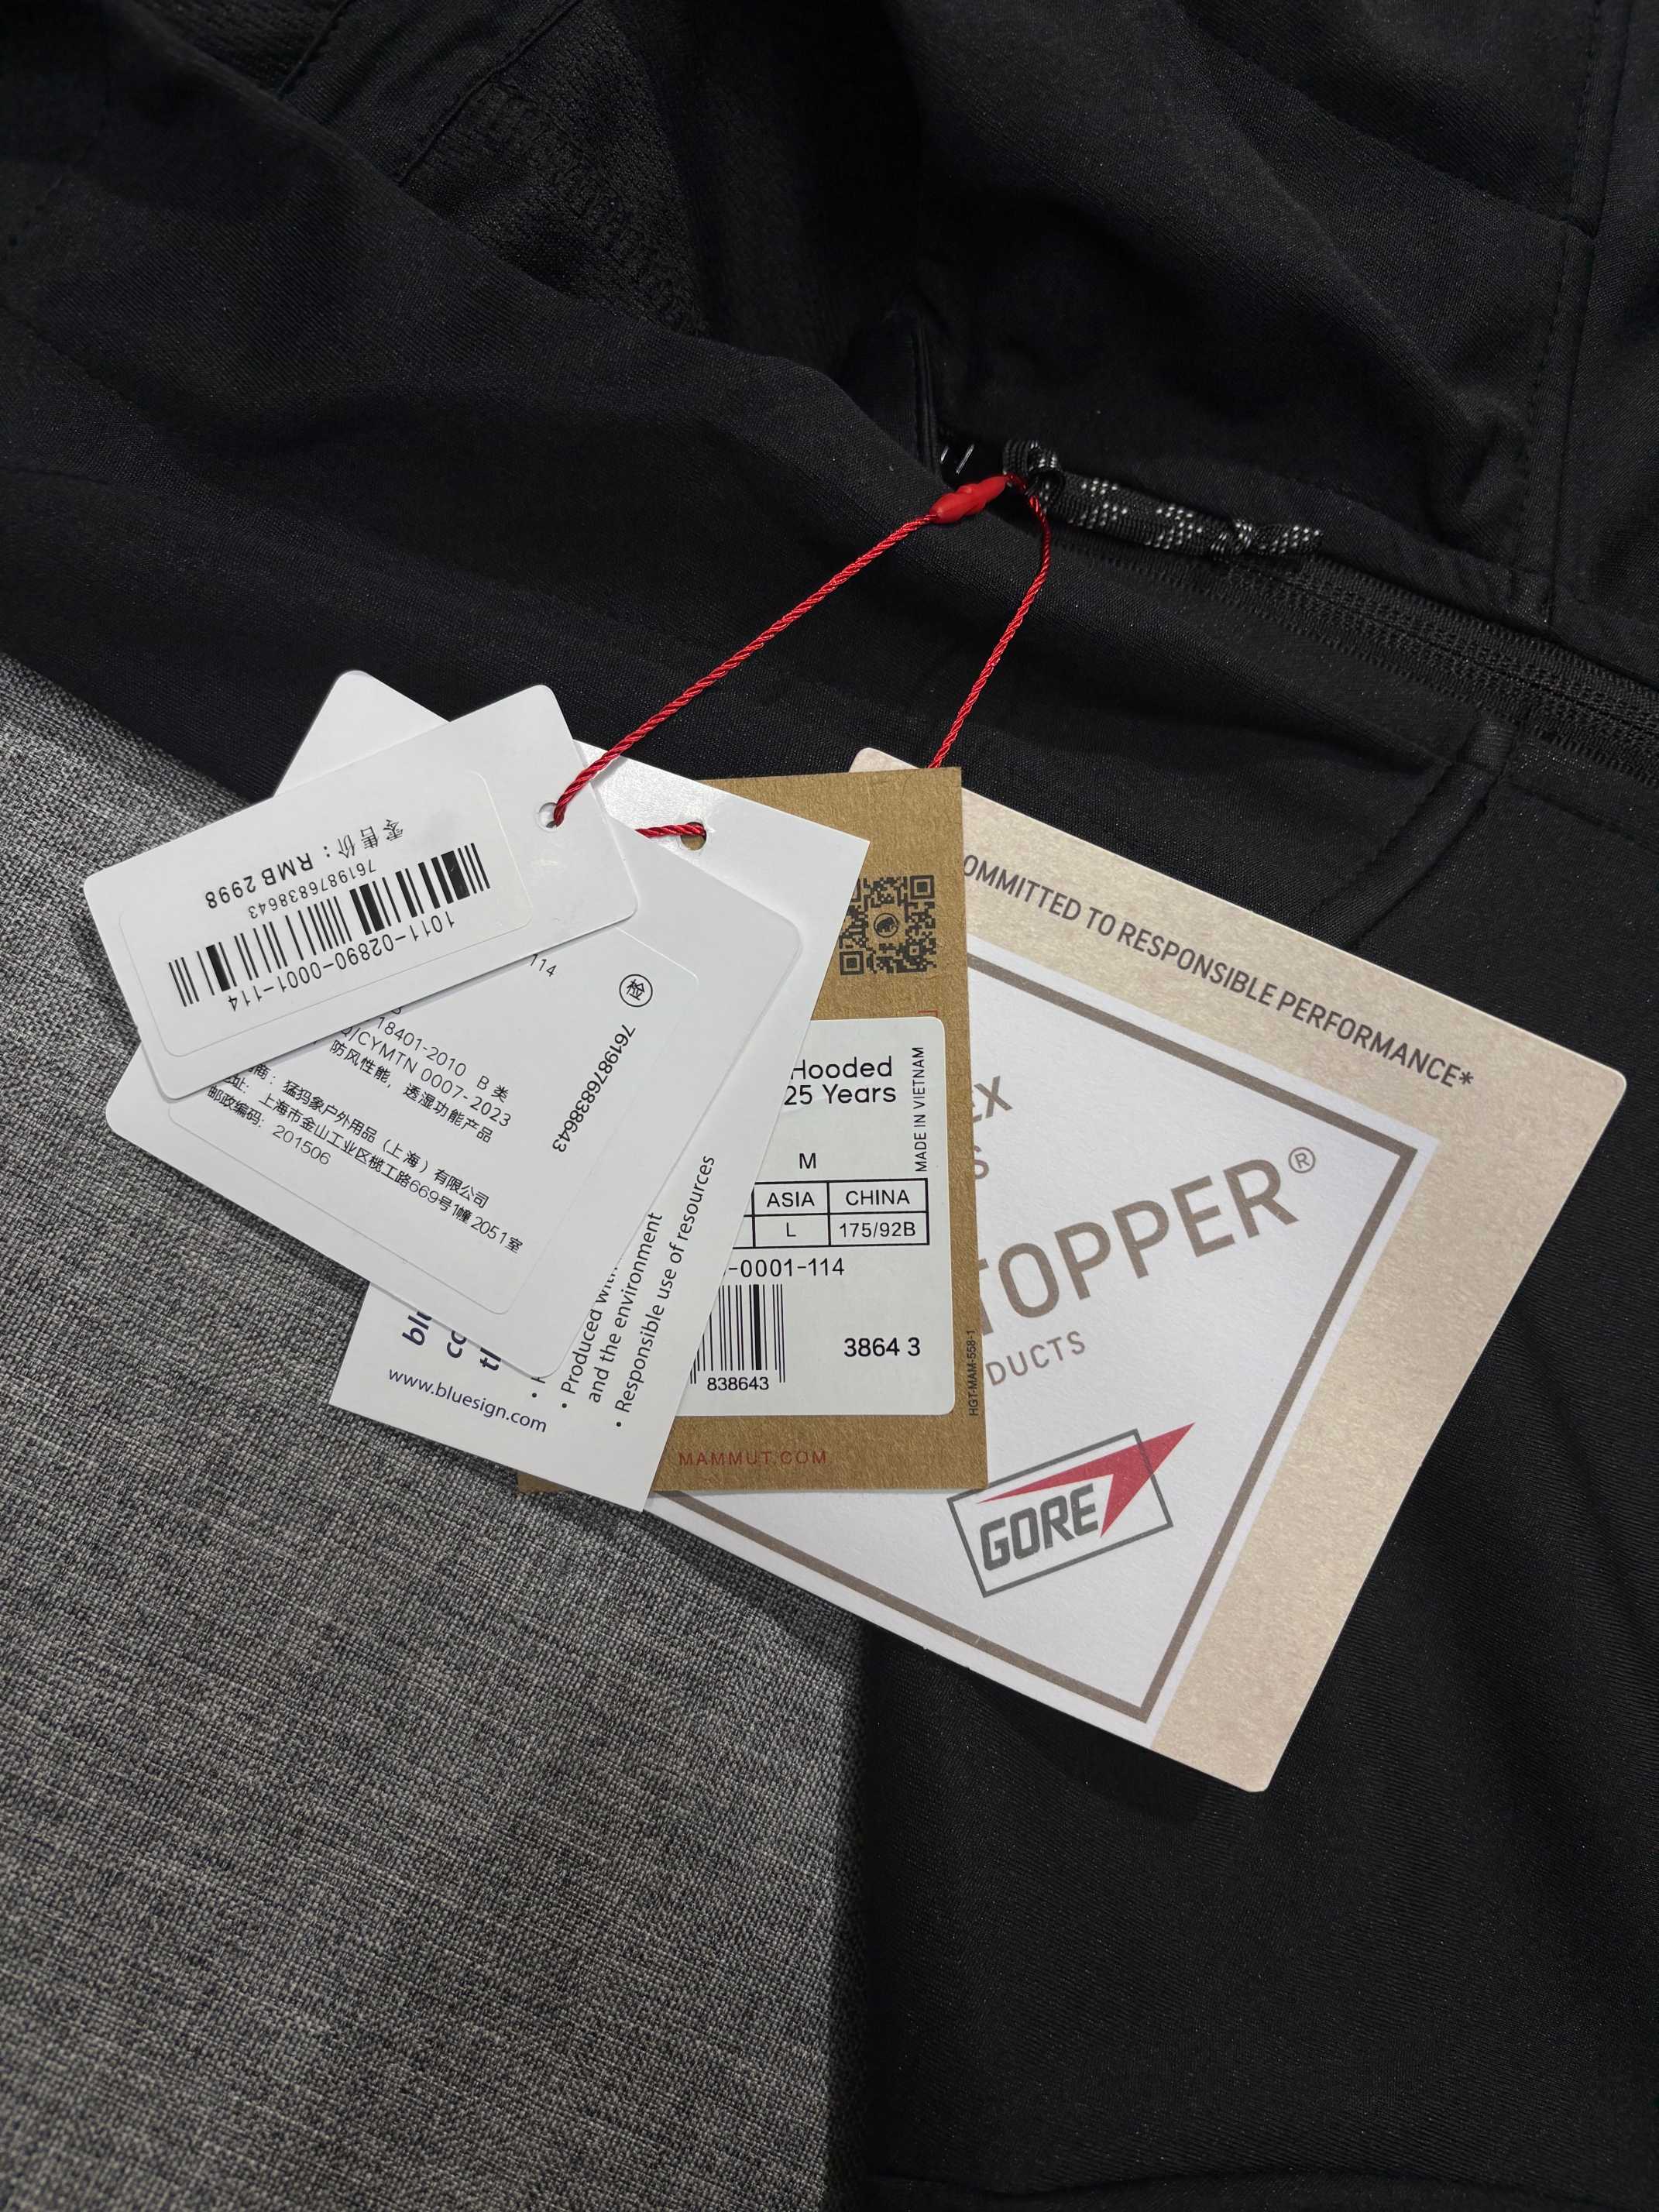 零售价：RMB 2998
7619876838643
1011-02890-0001-114
114
检
7619876838643
18401-2010 B 类
Q/CYMTN 0007-2023
防风性能，透湿功能产品
商：猛犸象户外用品（上海）有限公司
址：上海市金山工业区榄工路669号1幢2051室
邮政编码：201506
www.bluesign.com
Produced
and the environment
• Responsible use of resources
Hooded
25 Years
MADE IN VIETNAM
M
ASIA CHINA
L 175/92B
-0001-114
838643
3864 3
HGT-MAM-558-1
MAMMUT.COM
OMMITTED TO RESPONSIBLE PERFORMANCE*
EX
S
TOPPER®
DUCTS
GORE